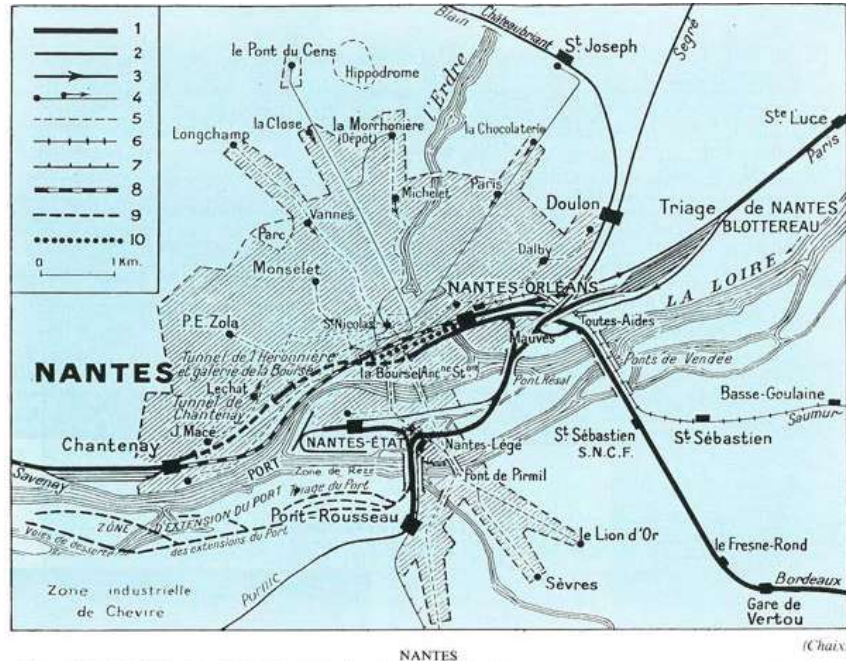 1
2
3
4
5
6
7
8
9
10
0 1 Km.
le Pont du Cens
Hippodrome
l'Erdre
Blain
Châteaubriant
St Joseph
Segré
Ste Luce
Paris
Longchamp
la Close
la Morrhonière
(Dépôt)
la Chocolaterie
Michelet
Paris
Vannes
Parc
Monselet
Doulon
Dalby
Triage de NANTES
BLOTTEREAU
NANTES-ORLÉANS
LA LOIRE
P.E. Zola
St Nicolas
Mauves
Toutes-Aides
NANTES
Tunnel de l'Héronnière
et galerie de la Bourse
la Bourse (AncneSton)
Ponts de Vendée
Pont Résal
Lechat
Tunnel de
Chantenay
J. Macé
Basse-Goulaine
Saumur
Chantenay
NANTES-ÉTAT
Nantes-Légé
St Sébastien
S.N.C.F.
St Sébastien
Savenay
PORT
Zone de Rezé
Triage du Port
Pont de Pirmil
ZÔNE D'EXTENSION DU PORT
Pont-Rousseau
Voies de desserte
des extensions du Port
le Lion d'Or
Sèvres
le Fresne-Rond
Bordeaux
Gare de
Vertou
Zone industrielle
de Cheviré
Pornic
NANTES
(Chaix